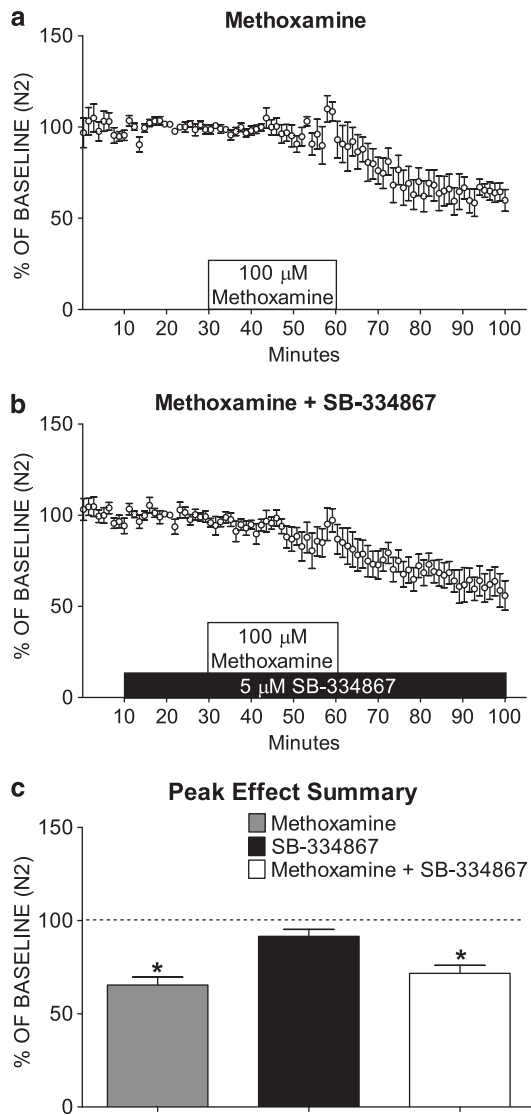 a
Methoxamine
% OF BASELINE (N2)
150
100
50
0
100 μM
Methoxamine
10 20 30 40 50 60 70 80 90 100
Minutes
b
Methoxamine + SB-334867
% OF BASELINE (N2)
150
100
50
0
100 μM
Methoxamine
5 μM SB-334867
10 20 30 40 50 60 70 80 90 100
Minutes
c
Peak Effect Summary
% OF BASELINE (N2)
150
100
50
0
Methoxamine
SB-334867
Methoxamine + SB-334867
* *